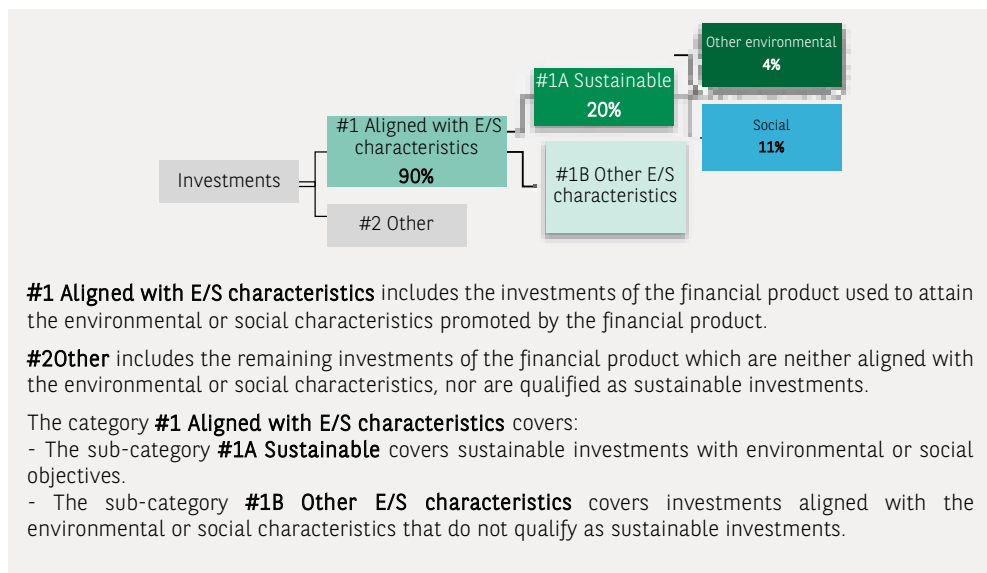 Other environmental
4%
#1A Sustainable
20%
Social
11%
#1 Aligned with E/S
characteristics
90%
#1B Other E/S
characteristics
Investments
#2 Other
#1 Aligned with E/S characteristics includes the investments of the financial product used to attain
the environmental or social characteristics promoted by the financial product.
#2Other includes the remaining investments of the financial product which are neither aligned with
the environmental or social characteristics, nor are qualified as sustainable investments.
The category #1 Aligned with E/S characteristics covers:
- The sub-category #1A Sustainable covers sustainable investments with environmental or social
objectives.
- The sub-category #1B Other E/S characteristics covers investments aligned with the
environmental or social characteristics that do not qualify as sustainable investments.